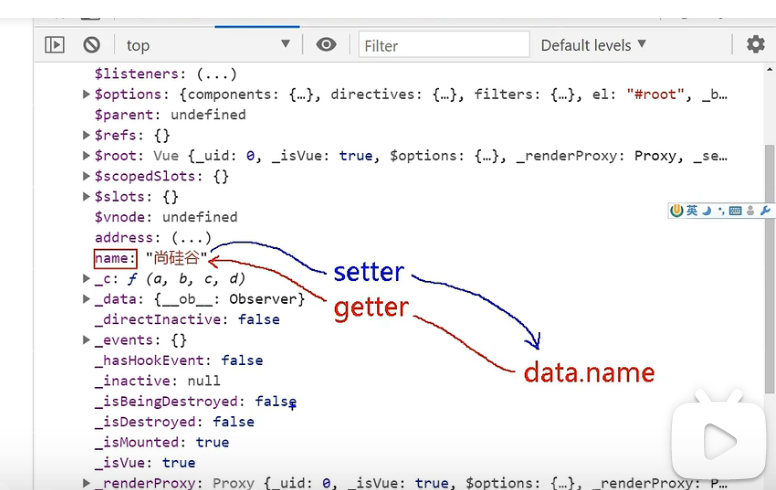 top
Filter
Default levels
$listeners: (...)
$options: {components: {…}, directives: {…}, filters: {…}, el: "#root", _b…
$parent: undefined
$refs: {}
$root: Vue {_uid: 0, _isVue: true, $options: {…}, _renderProxy: Proxy, _se…
$scopedSlots: {}
$slots: {}
$vnode: undefined
address: (...)
name: "尚硅谷"
_c: ƒ (a, b, c, d)
_data: {__ob__: Observer}
_directInactive: false
_events: {}
_hasHookEvent: false
_inactive: null
_isBeingDestroyed: false
_isDestroyed: false
_isMounted: true
_isVue: true
_renderProxy: Proxy {_uid: 0, _isVue: true, $options: {…}, _renderProxy: P…
setter
getter
data.name
英